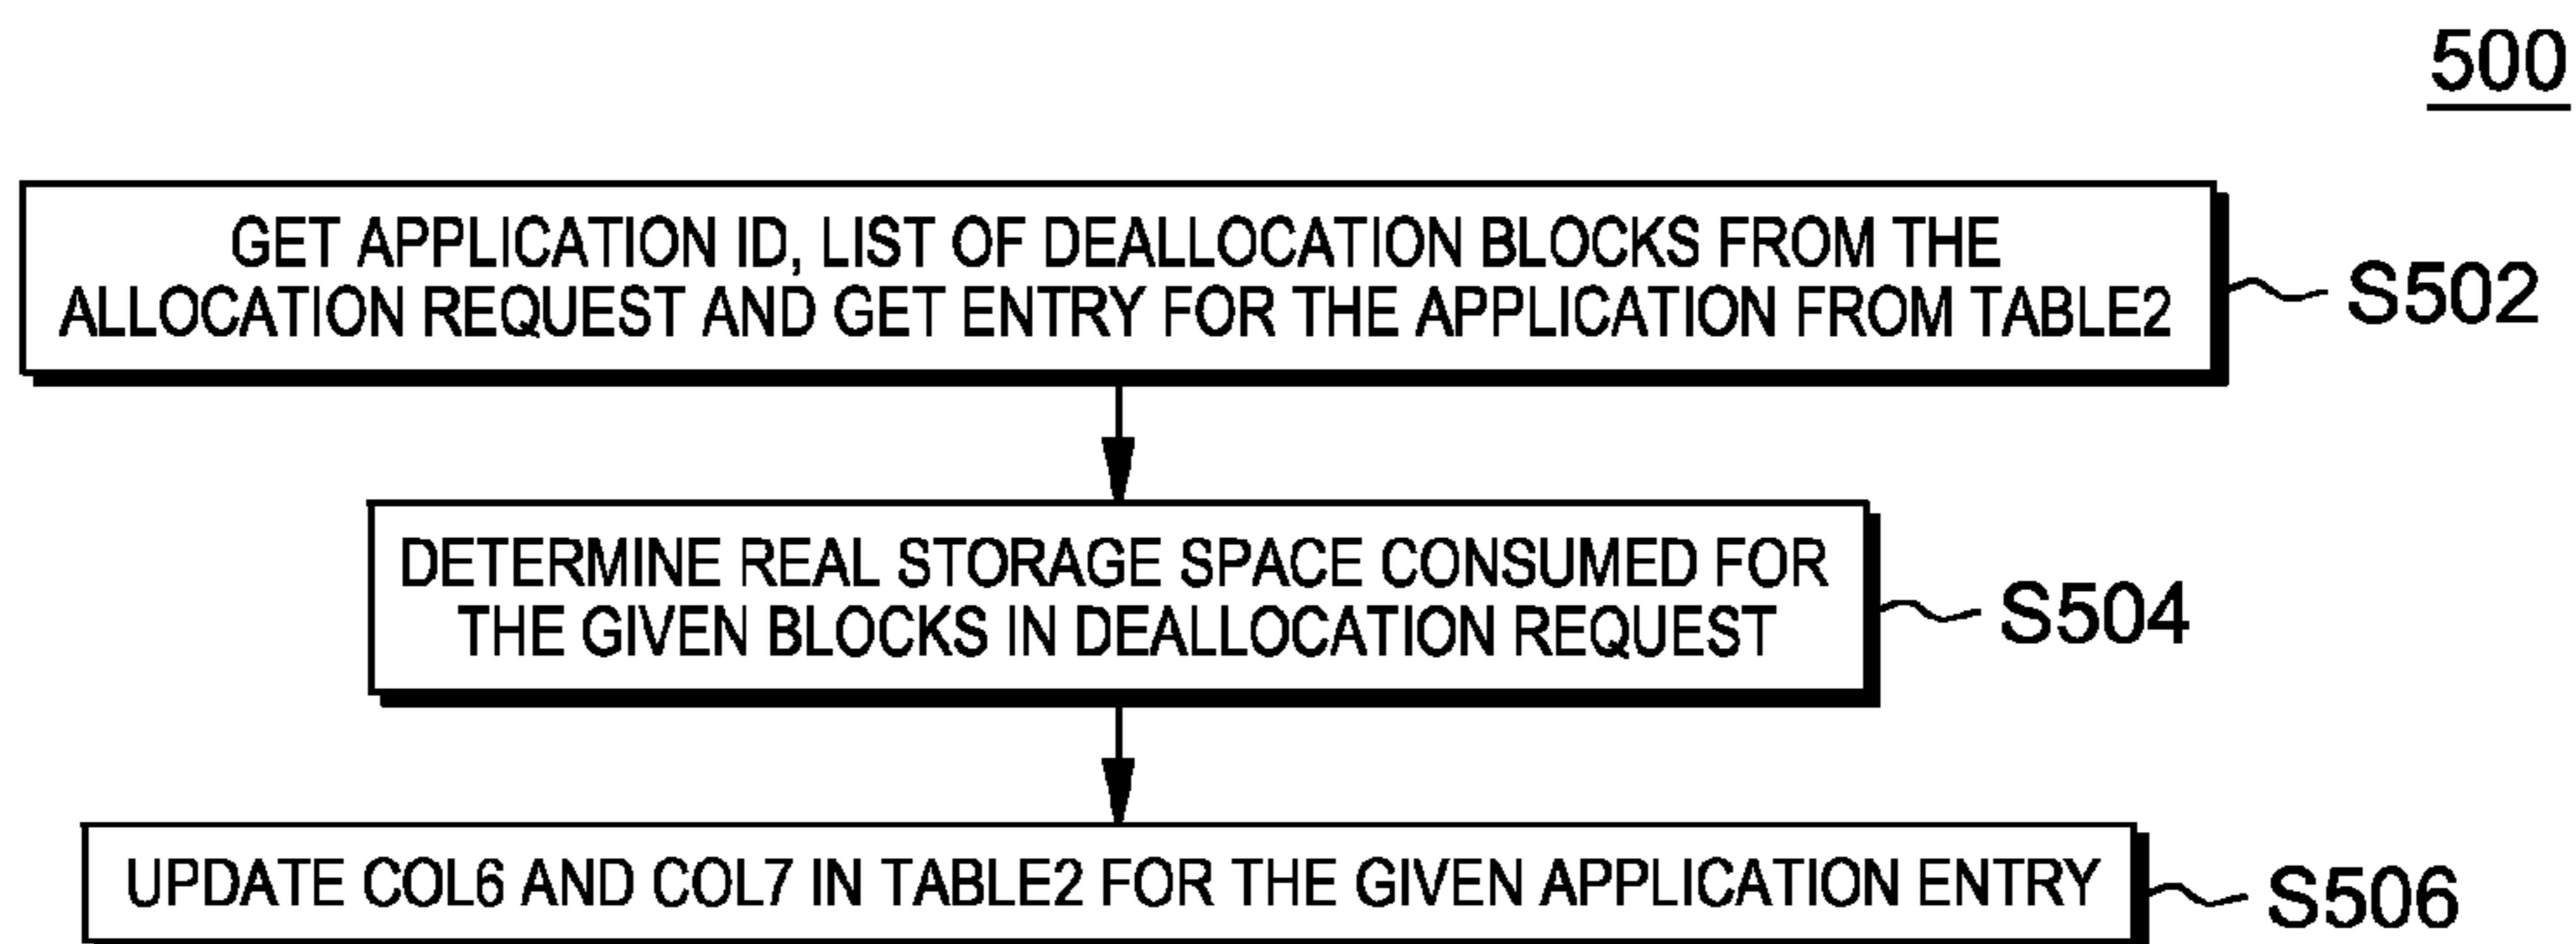 500
GET APPLICATION ID, LIST OF DEALLOCATION BLOCKS FROM THE
ALLOCATION REQUEST AND GET ENTRY FOR THE APPLICATION FROM TABLE2
S502
DETERMINE REAL STORAGE SPACE CONSUMED FOR
THE GIVEN BLOCKS IN DEALLOCATION REQUEST
S504
UPDATE COL6 AND COL7 IN TABLE2 FOR THE GIVEN APPLICATION ENTRY
S506